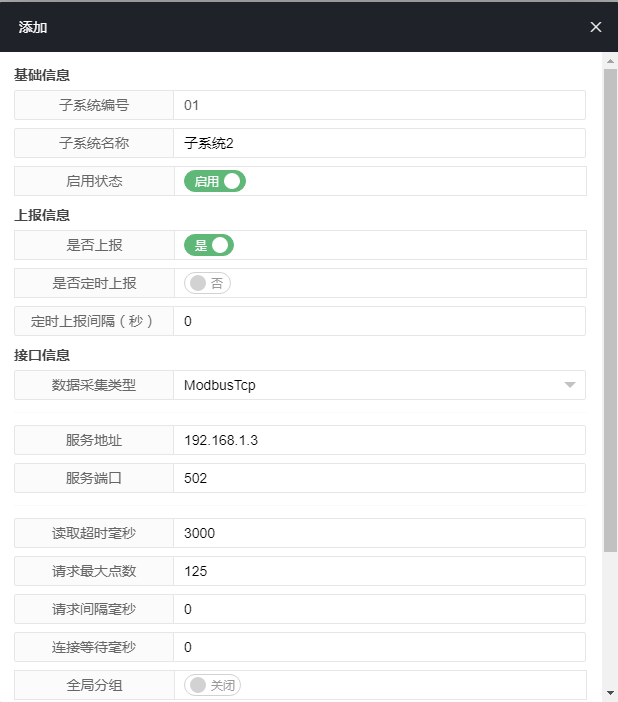 添加
基础信息
子系统编号 01
子系统名称 子系统2
启用状态 启用
上报信息
是否上报 是
是否定时上报 否
定时上报间隔（秒） 0
接口信息
数据采集类型 ModbusTcp
服务地址 192.168.1.3
服务端口 502
读取超时毫秒 3000
请求最大点数 125
请求间隔毫秒 0
连接等待毫秒 0
全局分组 关闭